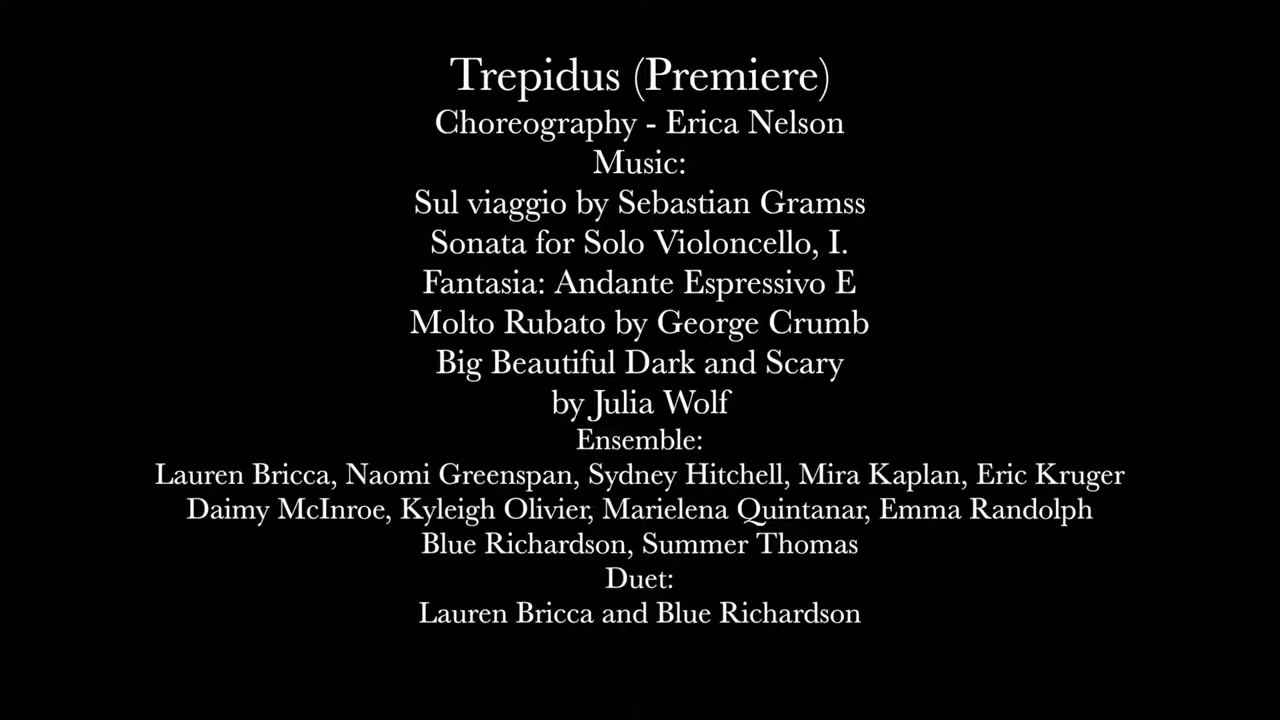 Trepidus (Premiere)
Choreography - Erica Nelson
Music:
Sul viaggio by Sebastian Gramss
Sonata for Solo Violoncello, I.
Fantasia: Andante Espressivo E
Molto Rubato by George Crumb
Big Beautiful Dark and Scary
by Julia Wolf
Ensemble:
Lauren Bricca, Naomi Greenspan, Sydney Hitchell, Mira Kaplan, Eric Kruger
Daimy McInroe, Kyleigh Olivier, Marielena Quintanar, Emma Randolph
Blue Richardson, Summer Thomas
Duet:
Lauren Bricca and Blue Richardson